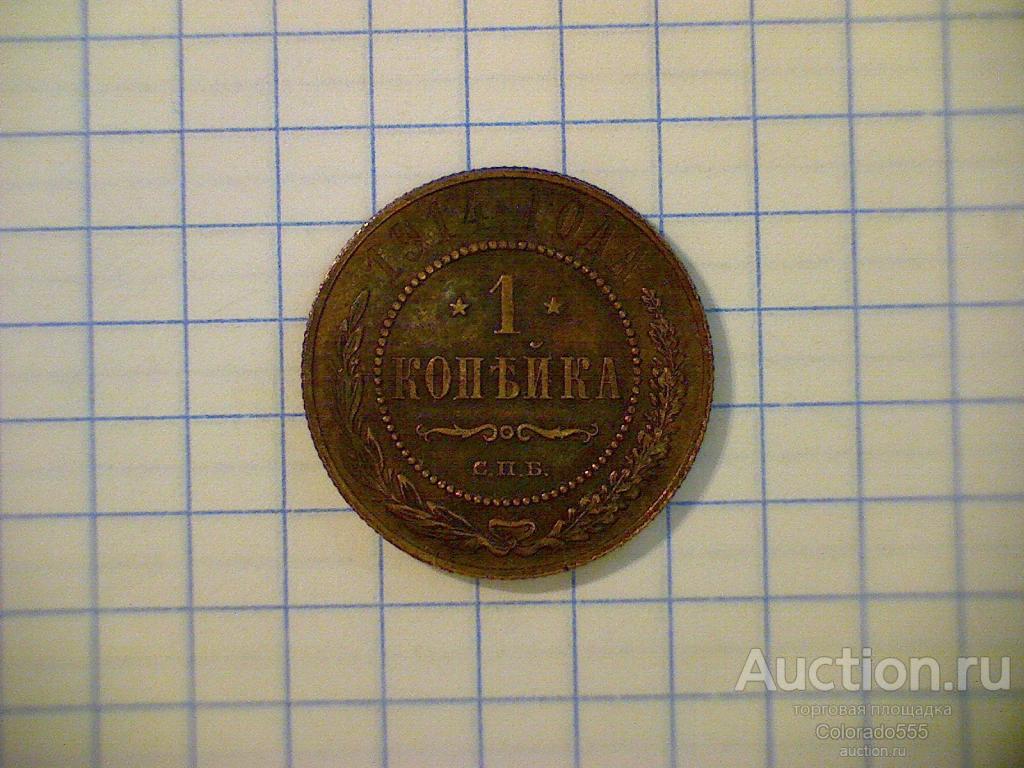 1914 ГОДА
1
КОПѢЙКА
С.П.Б.
Auction.ru
торговая площадка
Colorado555
auction.ru